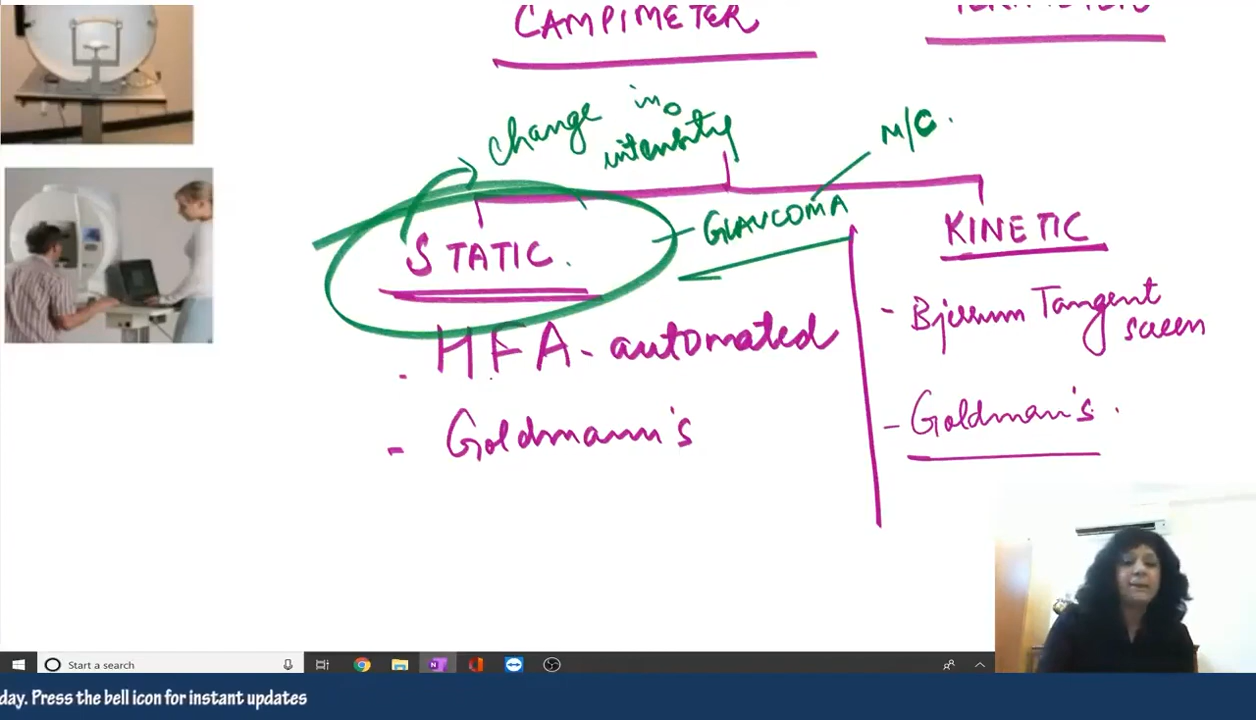 CAMPIMETER
change in
intensity
M/C.
GLAUCOMA
STATIC.
KINETIC
- HFA - automated
- Bjerrum Tangent
screen
- Goldmann's
- Goldman's.
Start a search
day. Press the bell icon for instant updates